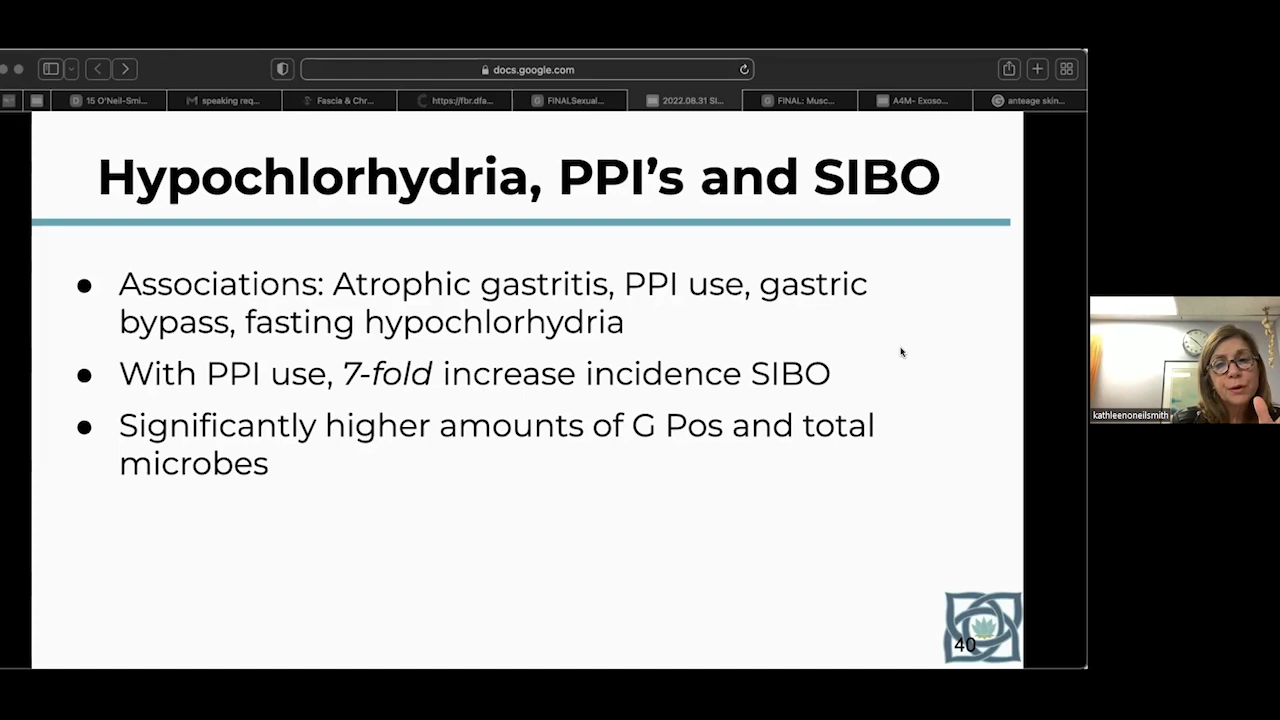 docs.google.com
15 O'Neil-Smi...
speaking req...
Fascia & Chr...
https://fbr.dfa...
FINALSexual...
2022.08.31 SI...
FINAL: Musc...
A4M- Exoso...
anteage skin...
Hypochlorhydria, PPI's and SIBO
● Associations: Atrophic gastritis, PPI use, gastric
bypass, fasting hypochlorhydria
● With PPI use, 7-fold increase incidence SIBO
● Significantly higher amounts of G Pos and total
microbes
40
kathleenoneilsmith